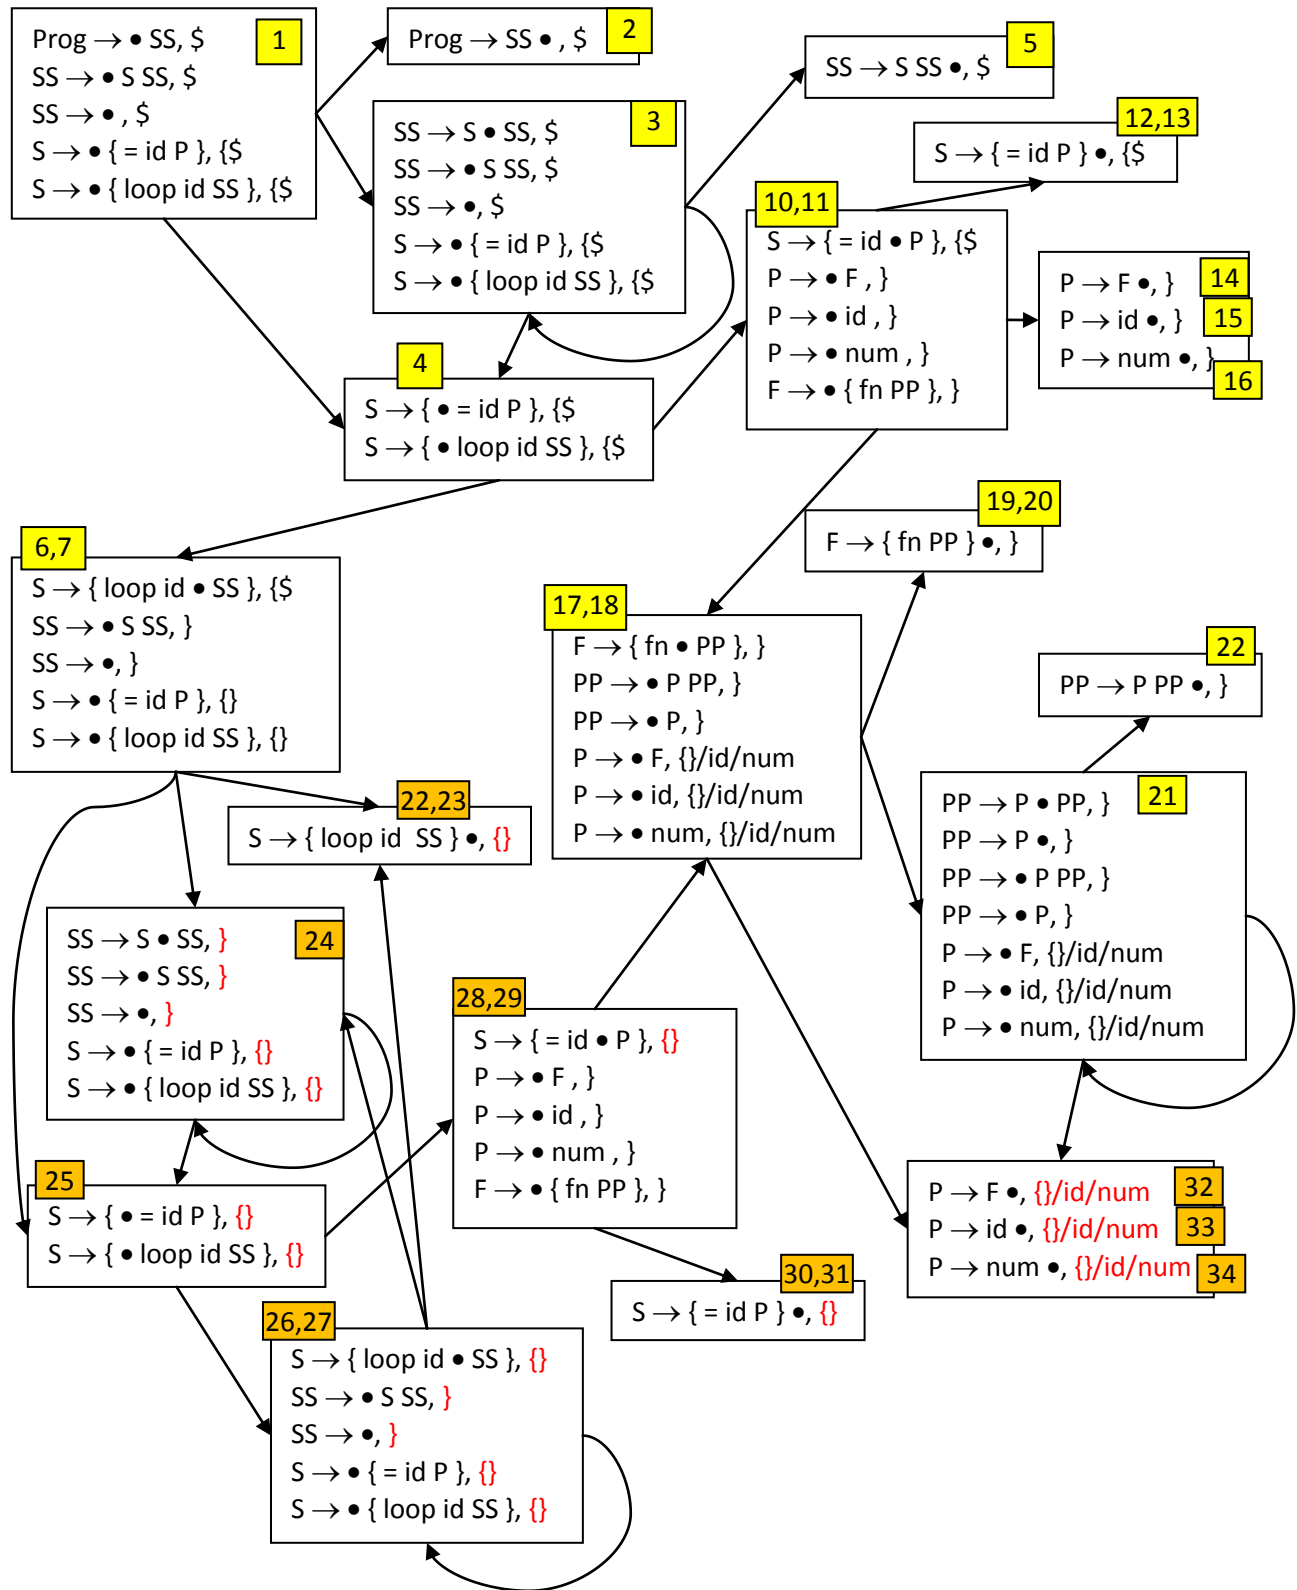 1
Prog → • SS, $
SS → • S SS, $
SS → • , $
S → • { = id P }, {$
S → • { loop id SS }, {$
2
Prog → SS • , $
3
SS → S • SS, $
SS → • S SS, $
SS → •, $
S → • { = id P }, {$
S → • { loop id SS }, {$
5
SS → S SS •, $
12,13
S → { = id P } •, {$
10,11
S → { = id • P }, {$
P → • F , }
P → • id , }
P → • num , }
F → • { fn PP }, }
P → F •, } 14
P → id •, } 15
P → num •, } 16
4
S → { • = id P }, {$
S → { • loop id SS }, {$
19,20
F → { fn PP } •, }
6,7
S → { loop id • SS }, {$
SS → • S SS, }
SS → •, }
S → • { = id P }, {}
S → • { loop id SS }, {}
17,18
F → { fn • PP }, }
PP → • P PP, }
PP → • P, }
P → • F, {}/id/num
P → • id, {}/id/num
P → • num, {}/id/num
22
PP → P PP •, }
21
PP → P • PP, }
PP → P •, }
PP → • P PP, }
PP → • P, }
P → • F, {}/id/num
P → • id, {}/id/num
P → • num, {}/id/num
22,23
S → { loop id SS } •, {}
24
SS → S • SS, }
SS → • S SS, }
SS → •, }
S → • { = id P }, {}
S → • { loop id SS }, {}
28,29
S → { = id • P }, {}
P → • F , }
P → • id , }
P → • num , }
F → • { fn PP }, }
25
S → { • = id P }, {}
S → { • loop id SS }, {}
P → F •, {}/id/num 32
P → id •, {}/id/num 33
P → num •, {}/id/num 34
30,31
S → { = id P } •, {}
26,27
S → { loop id • SS }, {}
SS → • S SS, }
SS → •, }
S → • { = id P }, {}
S → • { loop id SS }, {}